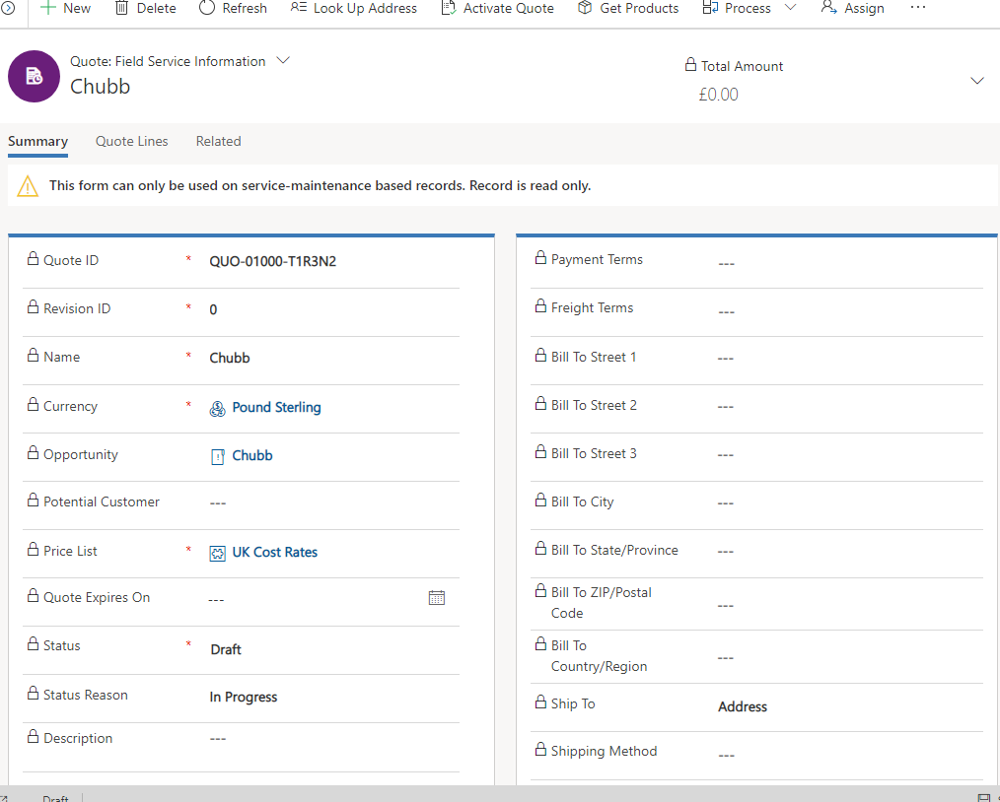 New Delete Refresh Look Up Address Activate Quote Get Products Process Assign ...
Quote: Field Service Information
Chubb
Total Amount
£0.00
Summary Quote Lines Related
This form can only be used on service-maintenance based records. Record is read only.
Quote ID * QUO-01000-T1R3N2
Revision ID * 0
Name * Chubb
Currency * Pound Sterling
Opportunity Chubb
Potential Customer ---
Price List * UK Cost Rates
Quote Expires On ---
Status * Draft
Status Reason In Progress
Description ---
Payment Terms ---
Freight Terms ---
Bill To Street 1 ---
Bill To Street 2 ---
Bill To Street 3 ---
Bill To City ---
Bill To State/Province ---
Bill To ZIP/Postal
Code ---
Bill To
Country/Region ---
Ship To Address
Shipping Method ---
Draft